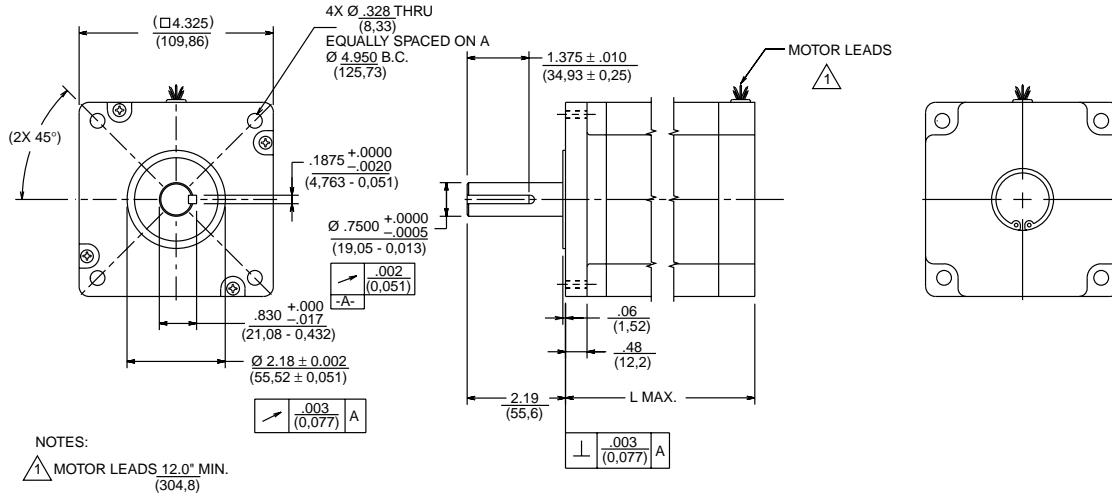 (□4.325)
(109,86)
4X Ø .328 THRU
(8,33)
EQUALLY SPACED ON A
Ø 4.950 B.C.
(125,73)
(2X 45°)
.1875 +.0000
–.0020
(4,763 - 0,051)
Ø .7500 +.0000
–.0005
(19,05 - 0,013)
.002
(0,051)
-A-
.830 +.000
–.017
(21,08 - 0,432)
Ø 2.18 ± 0.002
(55,52 ± 0,051)
.003
(0,077)
A
1.375 ± .010
(34,93 ± 0,25)
MOTOR LEADS
1
.06
(1,52)
.48
(12,2)
2.19
(55,6)
L MAX.
⊥ .003
(0,077)
A
NOTES:
1 MOTOR LEADS 12.0" MIN.
(304,8)